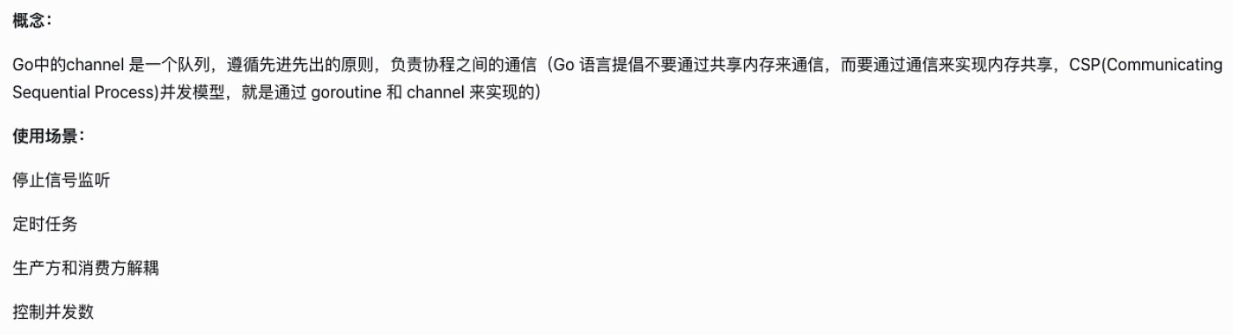 概念：
Go中的channel 是一个队列，遵循先进先出的原则，负责协程之间的通信（Go 语言提倡不要通过共享内存来通信，而要通过通信来实现内存共享，CSP(Communicating
Sequential Process)并发模型，就是通过 goroutine 和 channel 来实现的）
使用场景：
停止信号监听
定时任务
生产方和消费方解耦
控制并发数